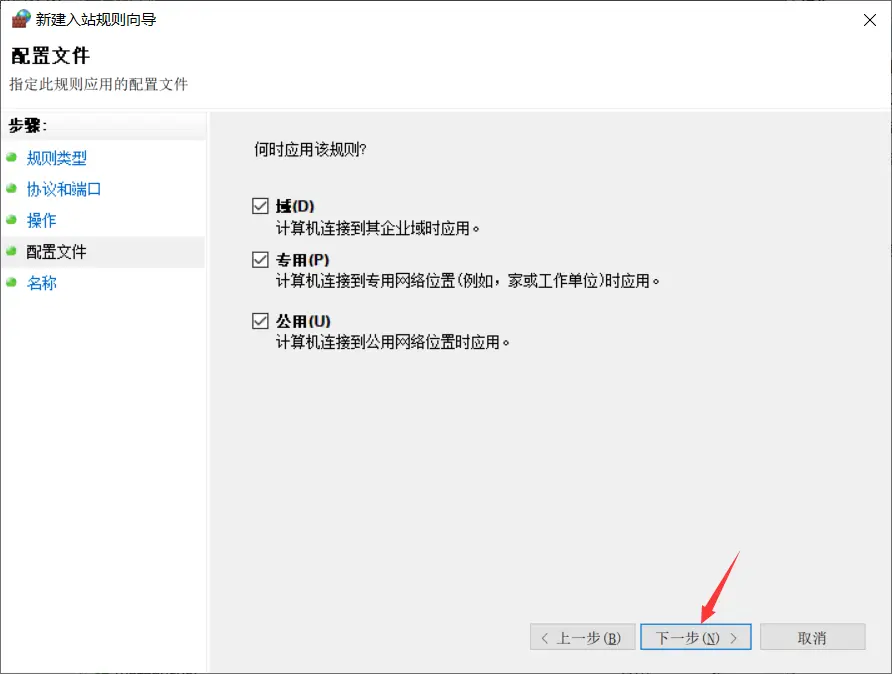 新建入站规则向导
配置文件
指定此规则应用的配置文件
步骤:
规则类型
协议和端口
操作
配置文件
名称
何时应用该规则?
域(D)
计算机连接到其企业域时应用。
专用(P)
计算机连接到专用网络位置(例如，家或工作单位)时应用。
公用(U)
计算机连接到公用网络位置时应用。
< 上一步(B)
下一步(N) >
取消